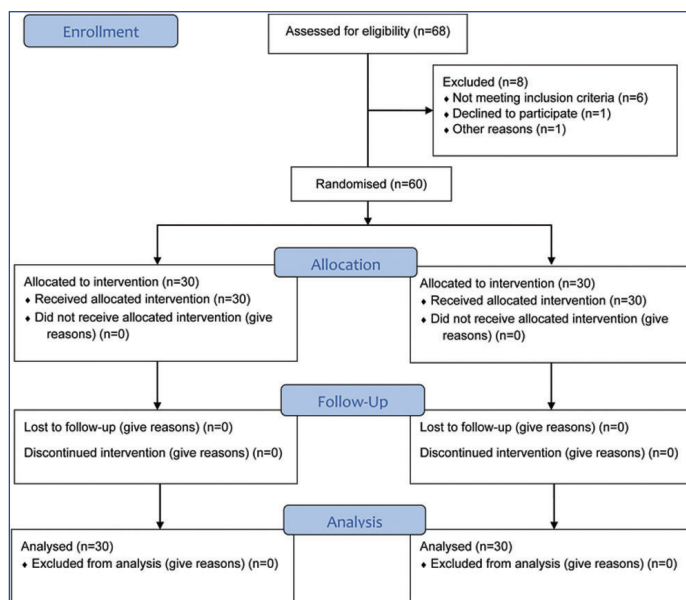 Enrollment
Assessed for eligibility (n=68)
Excluded (n=8)
♦ Not meeting inclusion criteria (n=6)
♦ Declined to participate (n=1)
♦ Other reasons (n=1)
Randomised (n=60)
Allocation
Allocated to intervention (n=30)
♦ Received allocated intervention (n=30)
♦ Did not receive allocated intervention (give
reasons) (n=0)
Allocated to intervention (n=30)
♦ Received allocated intervention (n=30)
♦ Did not receive allocated intervention (give
reasons) (n=0)
Follow-Up
Lost to follow-up (give reasons) (n=0)
Discontinued intervention (give reasons) (n=0)
Lost to follow-up (give reasons) (n=0)
Discontinued intervention (give reasons) (n=0)
Analysis
Analysed (n=30)
♦ Excluded from analysis (give reasons) (n=0)
Analysed (n=30)
♦ Excluded from analysis (give reasons) (n=0)